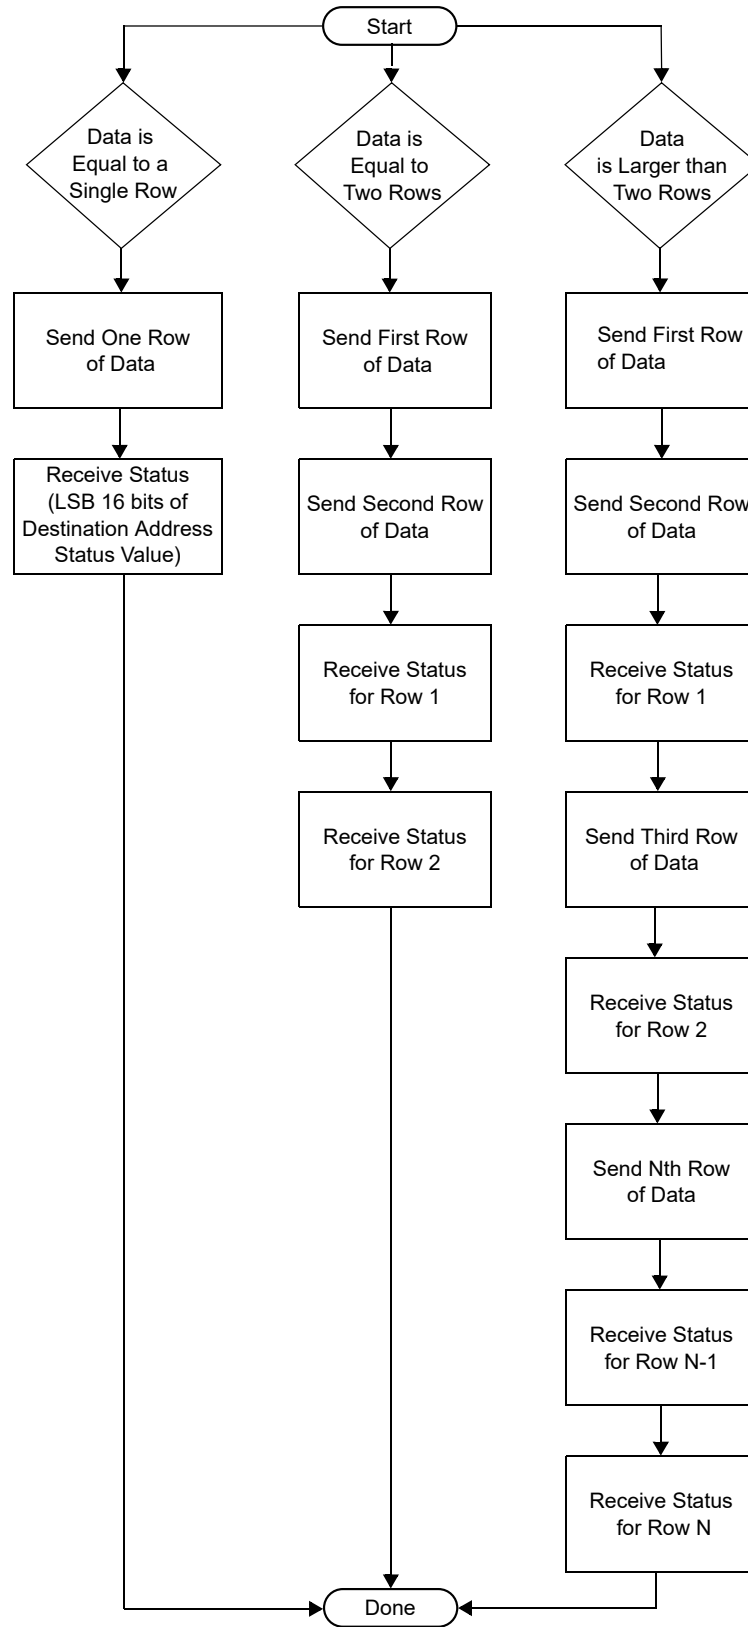 Start
Data is
Equal to a
Single Row
Data is
Equal to
Two Rows
Data
is Larger than
Two Rows
Send One Row
of Data
Send First Row
of Data
Send First Row
of Data
Receive Status
(LSB 16 bits of
Destination Address
Status Value)
Send Second Row
of Data
Send Second Row
of Data
Receive Status
for Row 1
Receive Status
for Row 1
Receive Status
for Row 2
Send Third Row
of Data
Receive Status
for Row 2
Send Nth Row
of Data
Receive Status
for Row N-1
Receive Status
for Row N
Done